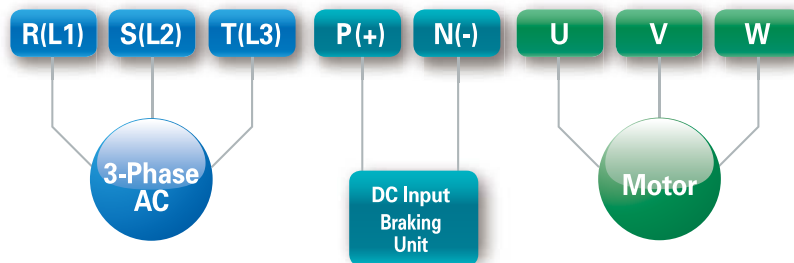 R(L1) S(L2) T(L3) P(+) N(-) U V W
3-Phase
AC
DC Input
Braking
Unit
Motor